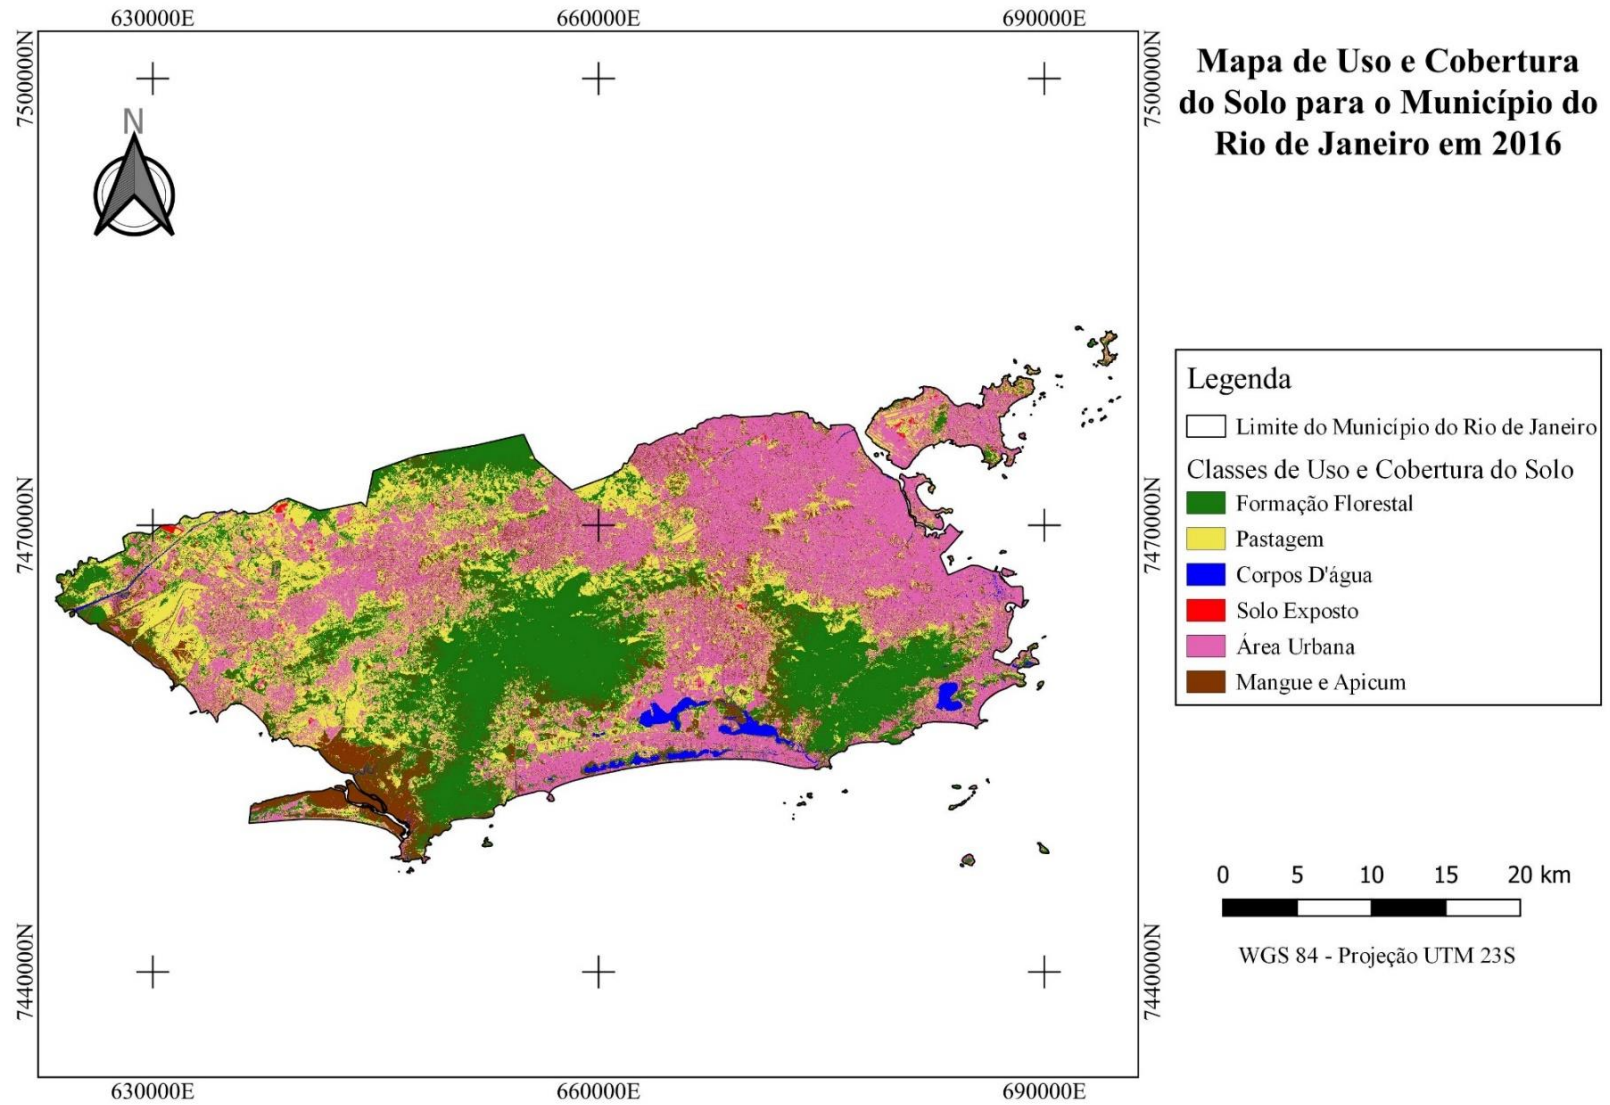 630000E
660000E
690000E
7500000N
7500000N
Mapa de Uso e Cobertura
do Solo para o Município do
Rio de Janeiro em 2016
N
Legenda
Limite do Município do Rio de Janeiro
Classes de Uso e Cobertura do Solo
Formação Florestal
Pastagem
Corpos D'água
Solo Exposto
Área Urbana
Mangue e Apicum
7470000N
7470000N
0 5 10 15 20 km
WGS 84 - Projeção UTM 23S
7440000N
7440000N
630000E
660000E
690000E